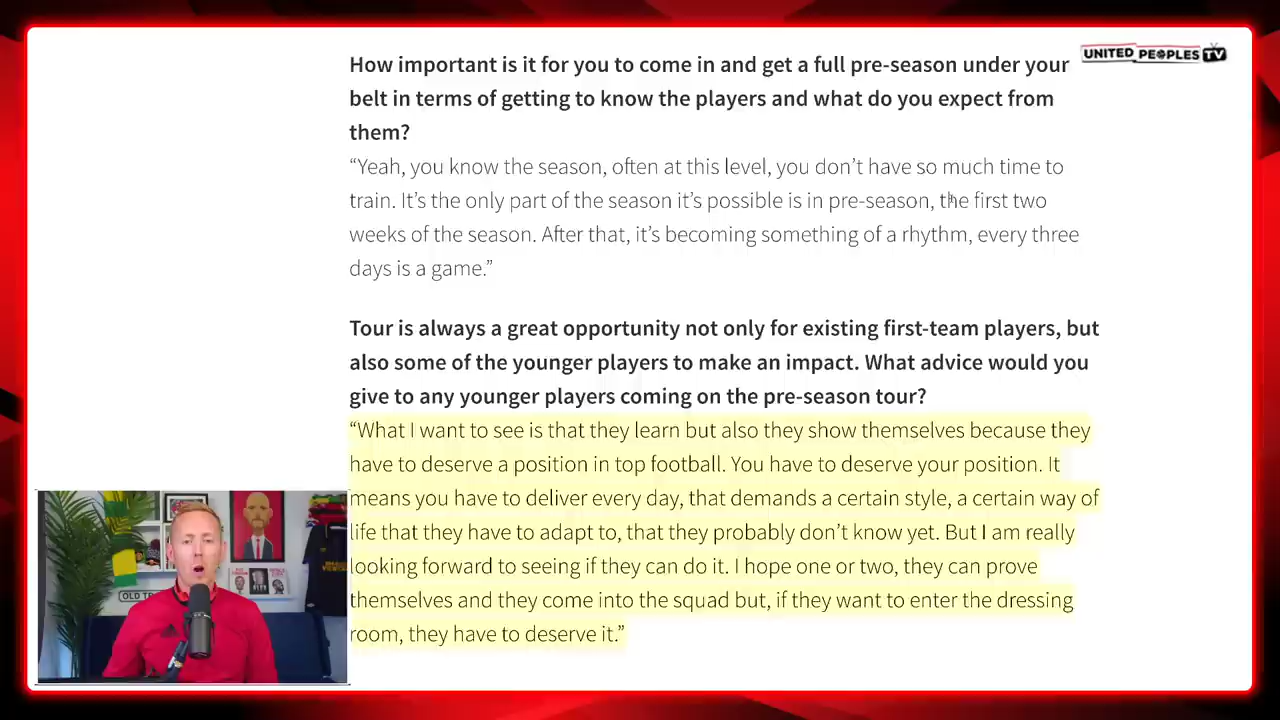 UNITED PEOPLES TV
How important is it for you to come in and get a full pre-season under your
belt in terms of getting to know the players and what do you expect from
them?
“Yeah, you know the season, often at this level, you don’t have so much time to
train. It’s the only part of the season it’s possible is in pre-season, the first two
weeks of the season. After that, it’s becoming something of a rhythm, every three
days is a game.”
Tour is always a great opportunity not only for existing first-team players, but
also some of the younger players to make an impact. What advice would you
give to any younger players coming on the pre-season tour?
“What I want to see is that they learn but also they show themselves because they
have to deserve a position in top football. You have to deserve your position. It
means you have to deliver every day, that demands a certain style, a certain way of
life that they have to adapt to, that they probably don’t know yet. But I am really
looking forward to seeing if they can do it. I hope one or two, they can prove
themselves and they come into the squad but, if they want to enter the dressing
room, they have to deserve it.”
OLD TR